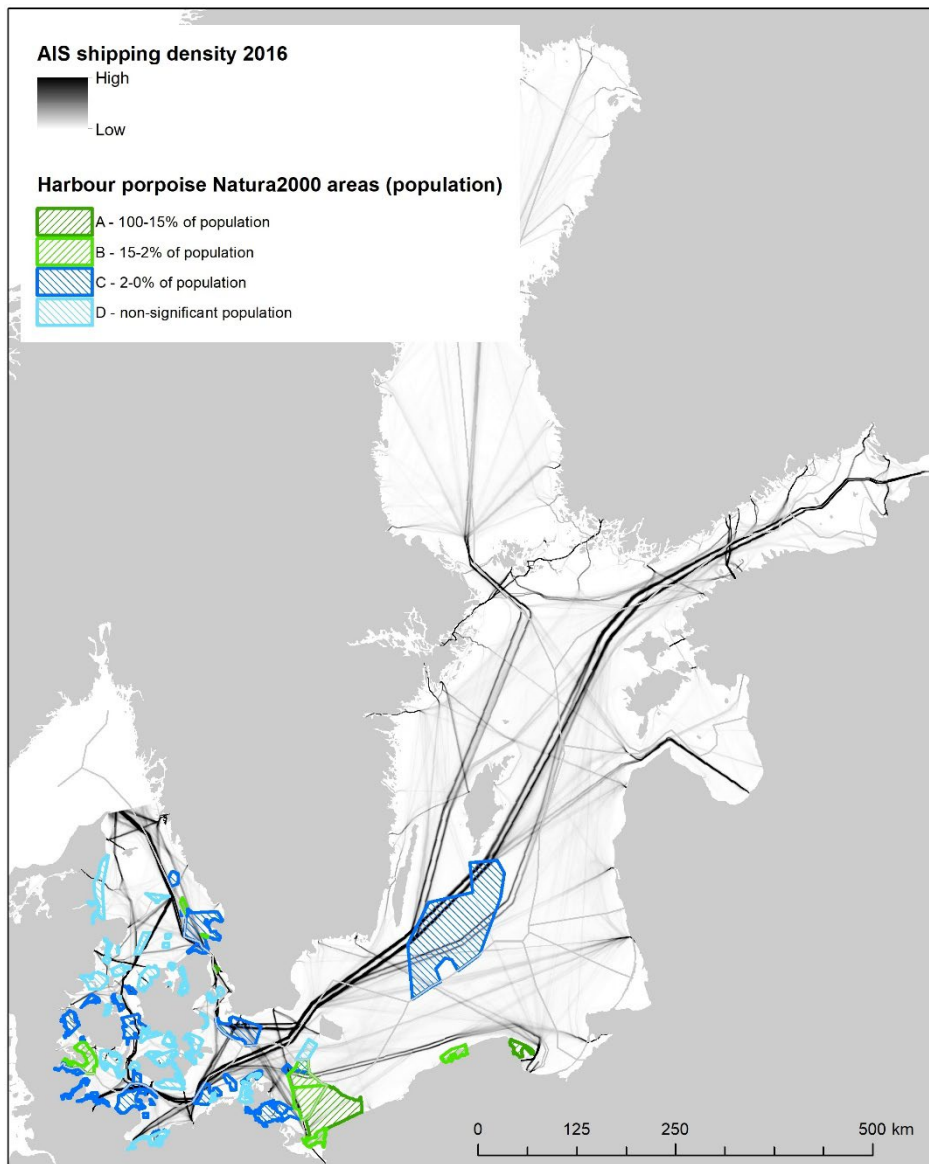 AIS shipping density 2016
High
Low
Harbour porpoise Natura2000 areas (population)
A - 100-15% of population
B - 15-2% of population
C - 2-0% of population
D - non-significant population
0 125 250 500 km